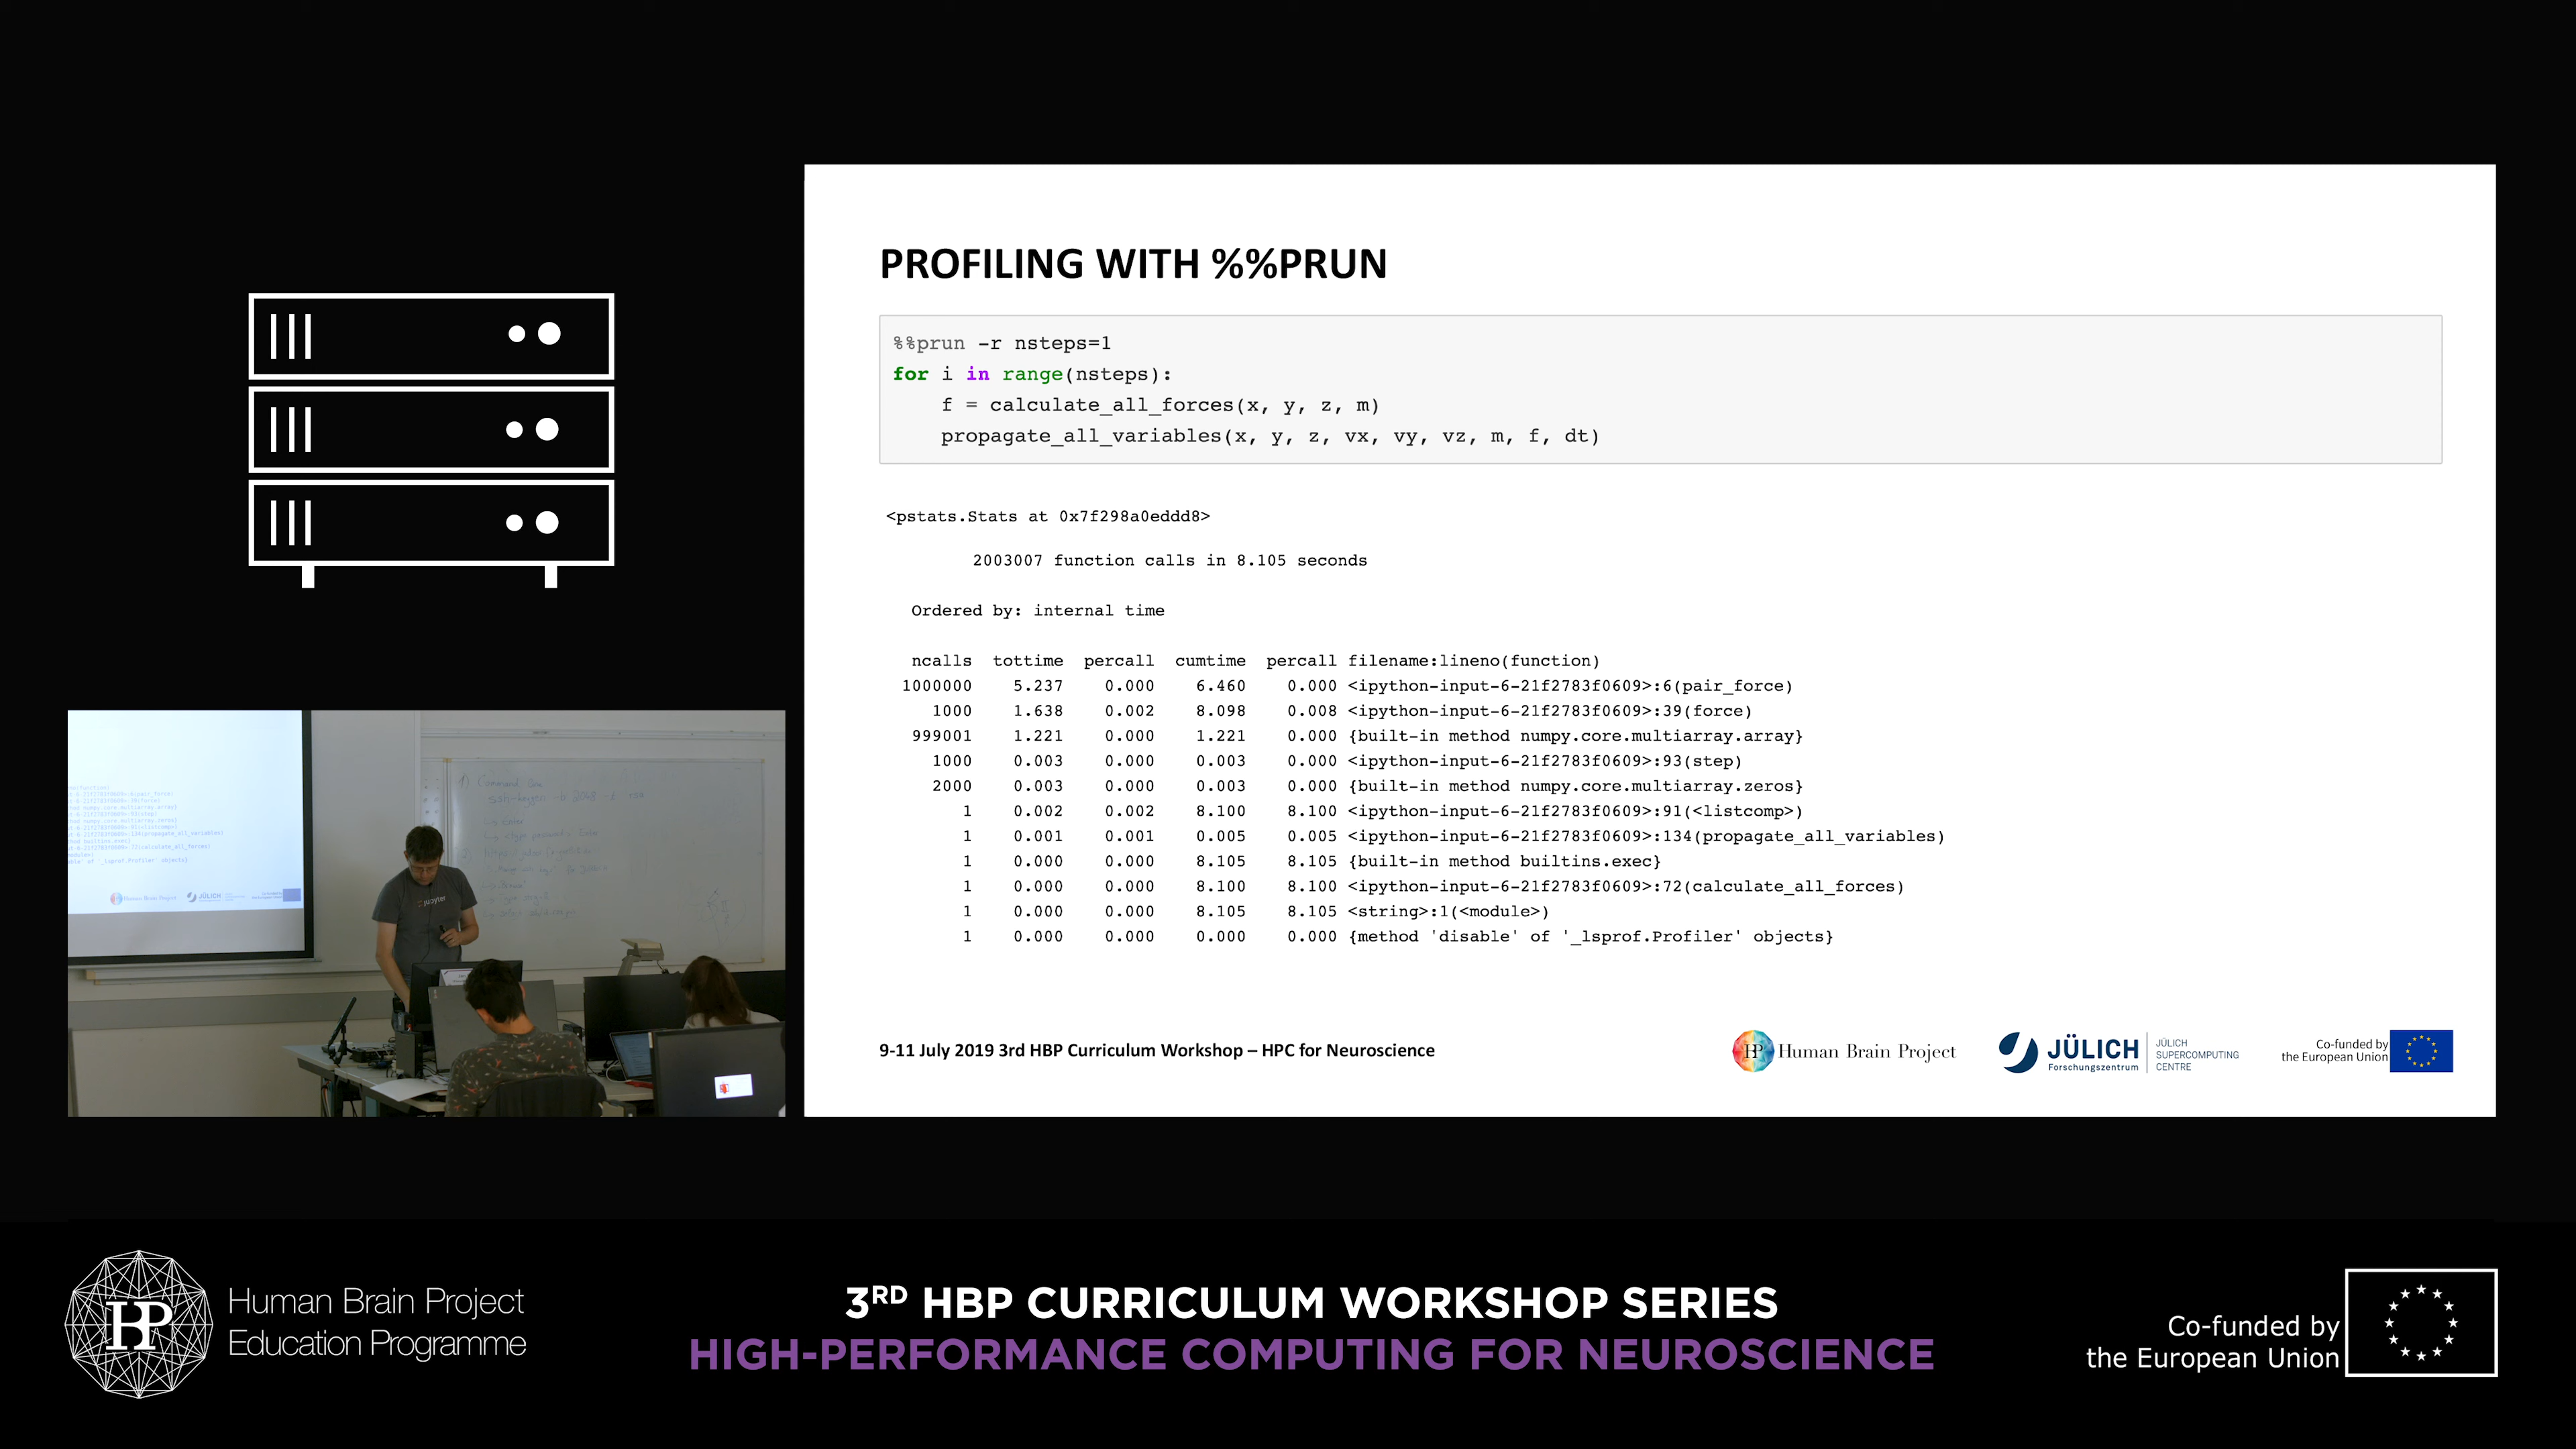 PROFILING WITH %%PRUN
%%prun -r nsteps=1
for i in range(nsteps):
    f = calculate_all_forces(x, y, z, m)
    propagate_all_variables(x, y, z, vx, vy, vz, m, f, dt)
<pstats.Stats at 0x7f298a0eddd8>
2003007 function calls in 8.105 seconds
Ordered by: internal time
ncalls tottime percall cumtime percall filename:lineno(function)
1000000 5.237 0.000 6.460 0.000 <ipython-input-6-21f2783f0609>:6(pair_force)
1000 1.638 0.002 8.098 0.008 <ipython-input-6-21f2783f0609>:39(force)
999001 1.221 0.000 1.221 0.000 {built-in method numpy.core.multiarray.array}
1000 0.003 0.000 0.003 0.000 <ipython-input-6-21f2783f0609>:93(step)
2000 0.003 0.000 0.003 0.000 {built-in method numpy.core.multiarray.zeros}
1 0.002 0.002 8.100 8.100 <ipython-input-6-21f2783f0609>:91(<listcomp>)
1 0.001 0.001 0.005 0.005 <ipython-input-6-21f2783f0609>:134(propagate_all_variables)
1 0.000 0.000 8.105 8.105 {built-in method builtins.exec}
1 0.000 0.000 8.100 8.100 <ipython-input-6-21f2783f0609>:72(calculate_all_forces)
1 0.000 0.000 8.105 8.105 <string>:1(<module>)
1 0.000 0.000 0.000 0.000 {method 'disable' of '_lsprof.Profiler' objects}
9-11 July 2019 3rd HBP Curriculum Workshop – HPC for Neuroscience
HBP Human Brain Project
JÜLICH
Forschungszentrum
JÜLICH
SUPERCOMPUTING
CENTRE
Co-funded by
the European Union
1) Command line
jupyter
Human Brain Project
JÜLICH
HBP
Human Brain Project
Education Programme
3RD HBP CURRICULUM WORKSHOP SERIES
HIGH-PERFORMANCE COMPUTING FOR NEUROSCIENCE
Co-funded by
the European Union